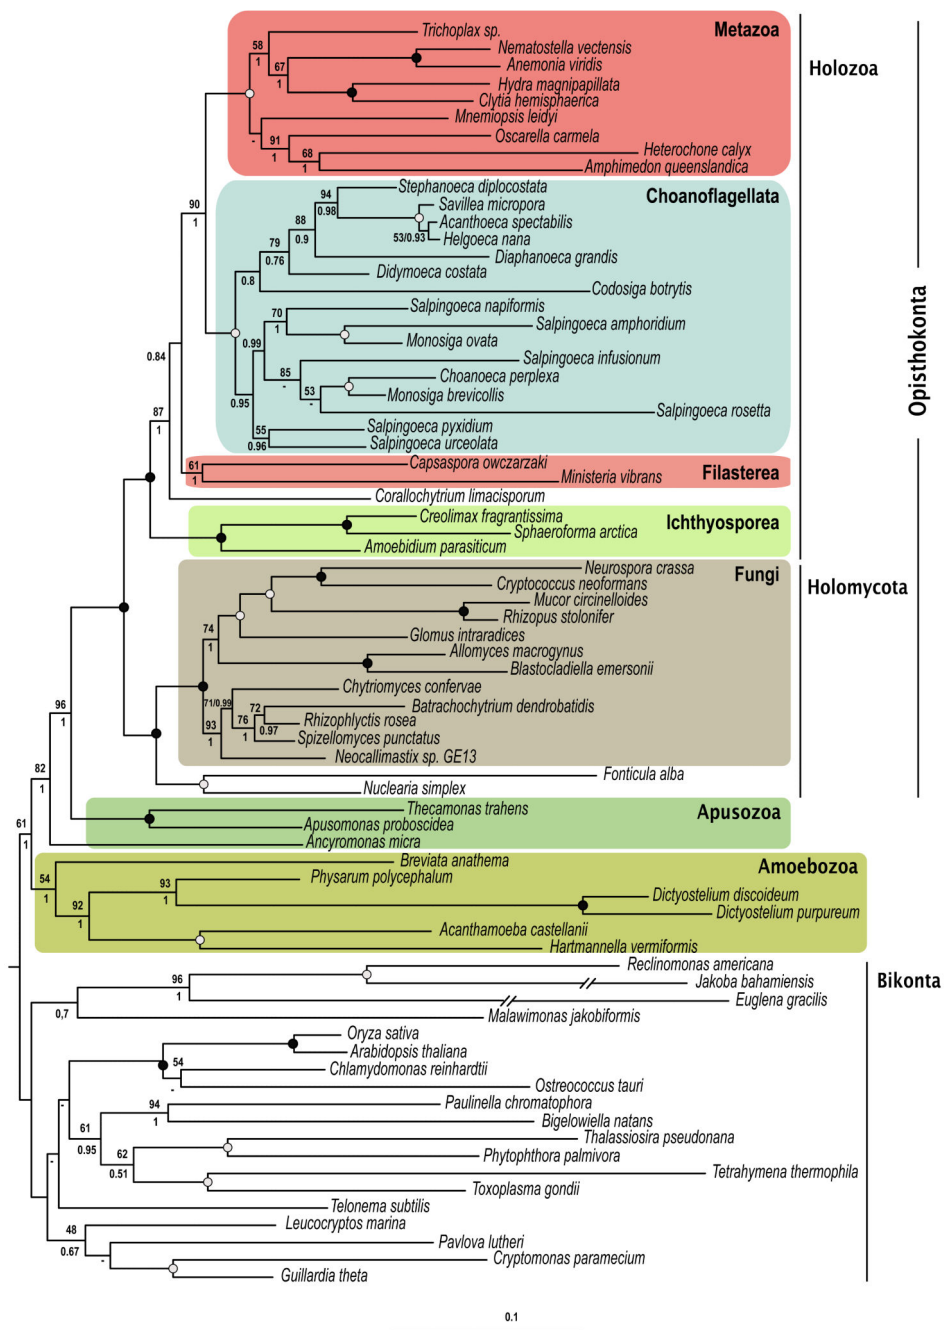 Metazoa
Trichoplax sp.
58
1
Nematostella vectensis
67
1
Anemonia viridis
Holozoa
Hydra magnipapillata
Clytia hemisphaerica
Mnemiopsis leidyi
-
91
1
Oscarella carmela
68
1
Heterochone calyx
Amphimedon queenslandica
Choanoflagellata
Stephanoeca diplocostata
94
0.98
Savillea micropora
90
1
88
0.9
Acanthoeca spectabilis
53/0.93
Helgoeca nana
79
0.76
Diaphanoeca grandis
Didymoeca costata
0.8
Codosiga botrytis
Salpingoeca napiformis
70
1
Salpingoeca amphoridium
0.99
Monosiga ovata
0.84
Salpingoeca infusionum
85
-
Choanoeca perplexa
53
-
Monosiga brevicollis
0.95
Salpingoeca rosetta
Opisthokonta
87
1
55
0.96
Salpingoeca pyxidium
Salpingoeca urceolata
61
1
Capsaspora owczarzaki
Filasterea
Ministeria vibrans
Corallochytrium limacisporum
Creolimax fragrantissima
Ichthyosporea
Sphaeroforma arctica
Amoebidium parasiticum
Neurospora crassa
Fungi
Cryptococcus neoformans
Holomycota
Mucor circinelloides
Rhizopus stolonifer
74
1
Glomus intraradices
Allomyces macrogynus
Blastocladiella emersonii
Chytriomyces confervae
71/0.99
72
0.97
Batrachochytrium dendrobatidis
96
1
93
1
76
1
Rhizophlyctis rosea
Spizellomyces punctatus
Neocallimastix sp. GE13
82
1
Fonticula alba
Nuclearia simplex
Thecamonas trahens
Apusozoa
61
1
Apusomonas proboscidea
Ancyromonas micra
Breviata anathema
Amoebozoa
54
1
Physarum polycephalum
93
1
Dictyostelium discoideum
92
1
Dictyostelium purpureum
Acanthamoeba castellanii
Hartmannella vermiformis
Reclinomonas americana
Bikonta
96
1
Jakoba bahamiensis
Euglena gracilis
0,7
Malawimonas jakobiformis
Oryza sativa
Arabidopsis thaliana
54
-
Chlamydomonas reinhardtii
Ostreococcus tauri
-
94
1
Paulinella chromatophora
Bigelowiella natans
61
0.95
Thalassiosira pseudonana
62
0.51
Phytophthora palmivora
-
Tetrahymena thermophila
Toxoplasma gondii
Telonema subtilis
48
0.67
Leucocryptos marina
Pavlova lutheri
-
Cryptomonas paramecium
Guillardia theta
0.1